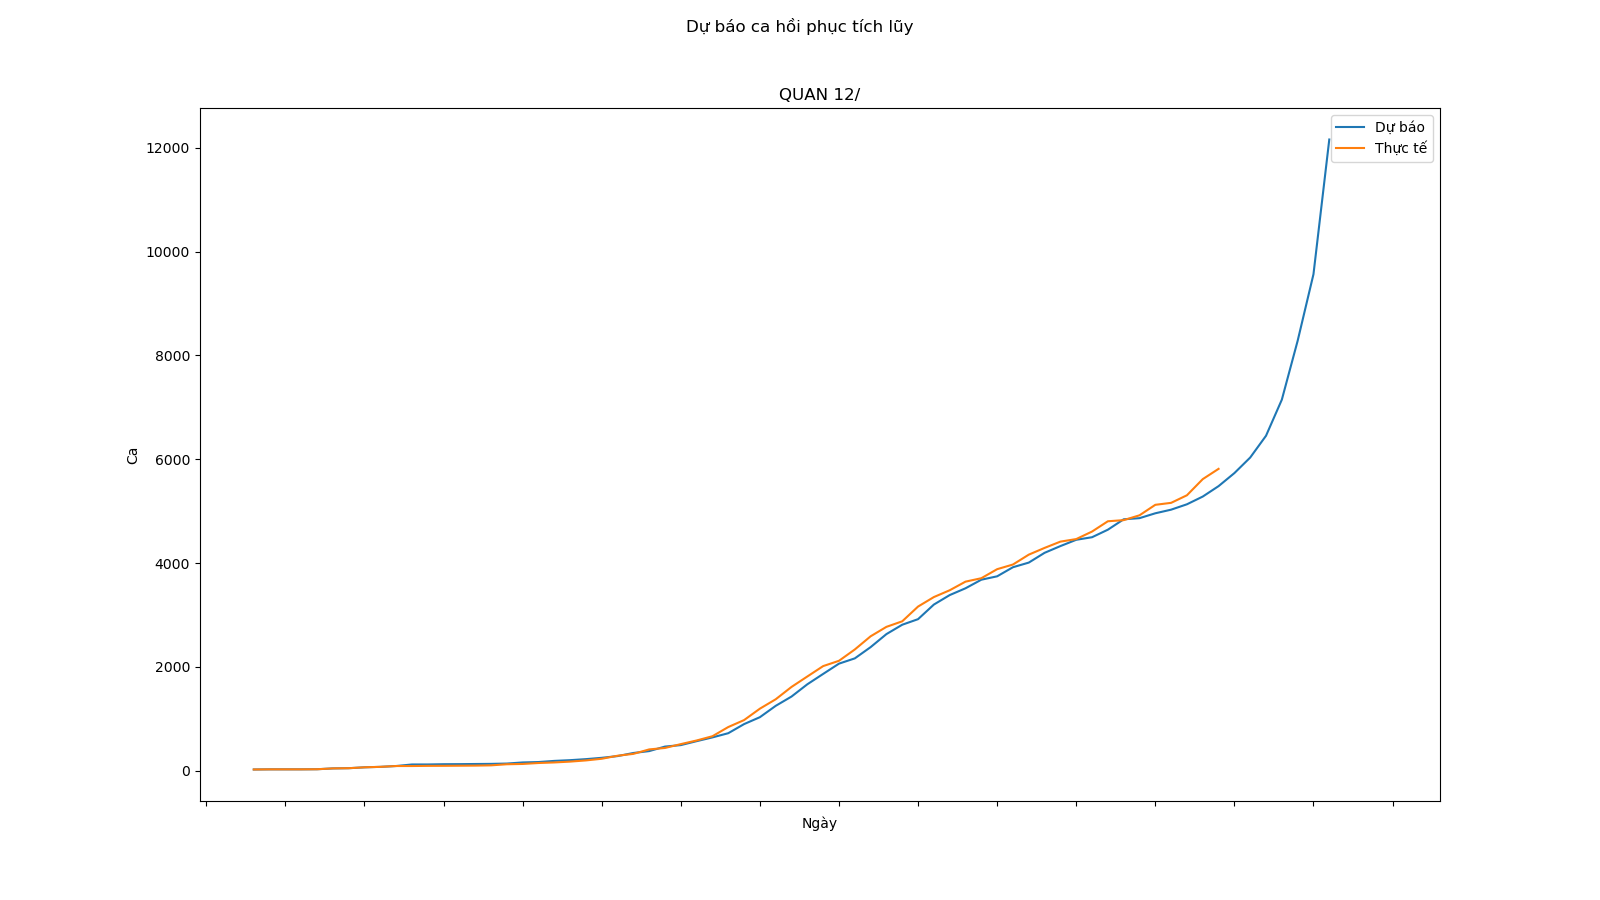 Dự báo ca hồi phục tích lũy
QUAN 12/
Dự báo
Thực tế
12000
10000
8000
6000
4000
2000
0
Ca
Ngày